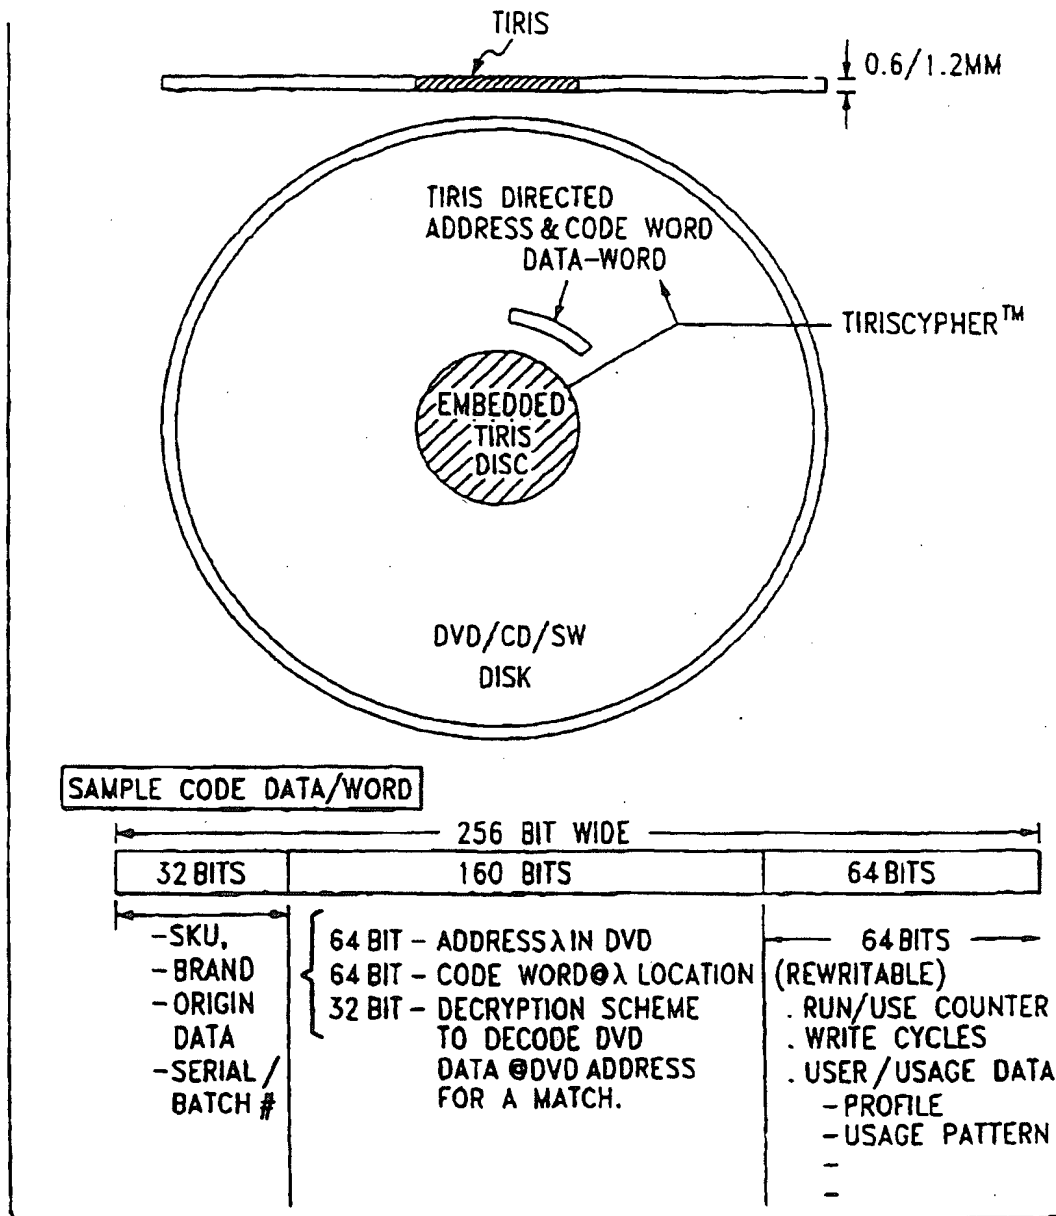 TIRIS
0.6/1.2MM
TIRIS DIRECTED
ADDRESS & CODE WORD
DATA-WORD
TIRISCYPHER™
EMBEDDED
TIRIS
DISC
DVD/CD/SW
DISK
SAMPLE CODE DATA/WORD
256 BIT WIDE
32 BITS 160 BITS 64 BITS
-SKU,
-BRAND
-ORIGIN
DATA
-SERIAL/
BATCH #
64 BIT - ADDRESS λ IN DVD
64 BIT - CODE WORD @ λ LOCATION
32 BIT - DECRYPTION SCHEME
TO DECODE DVD
DATA @ DVD ADDRESS
FOR A MATCH.
64 BITS
(REWRITABLE)
. RUN/USE COUNTER
. WRITE CYCLES
. USER/USAGE DATA
-PROFILE
-USAGE PATTERN
-
-